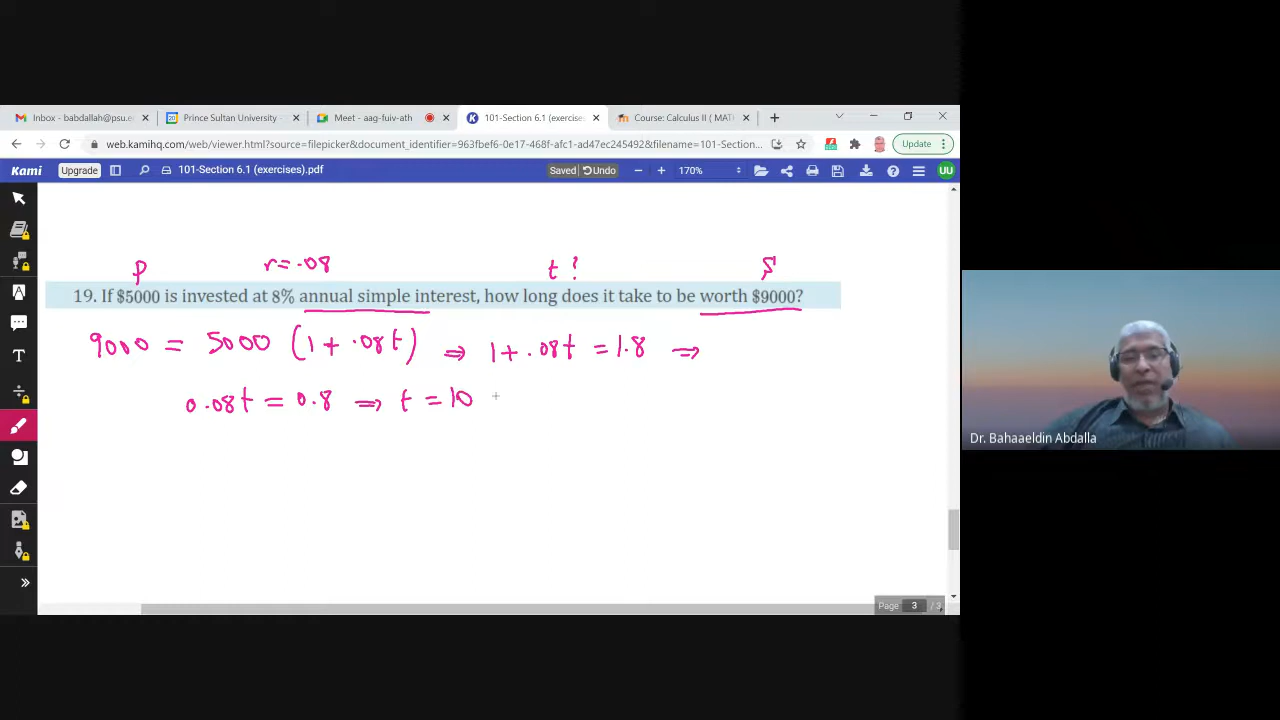 Inbox - babdallah@psu.e
Prince Sultan University -
Meet - aag-fuiv-ath
101-Section 6.1 (exercises).pdf
Course: Calculus II ( MAT
web.kamihq.com/web/viewer.html?source=filepicker&document_identifier=963fbef6-0e17-468f-afc1-ad47ec245492&filename=101-Section...
Update
Kami
Upgrade
101-Section 6.1 (exercises).pdf
Saved Undo
170%
UU
P r = .08 t ? S
19. If $5000 is invested at 8% annual simple interest, how long does it take to be worth $9000?
9000 = 5000 (1 + .08t) ⇒ 1 + .08t = 1.8 ⇒
0.08t = 0.8 ⇒ t = 10
Dr. Bahaaeldin Abdalla
Page 3 / 3